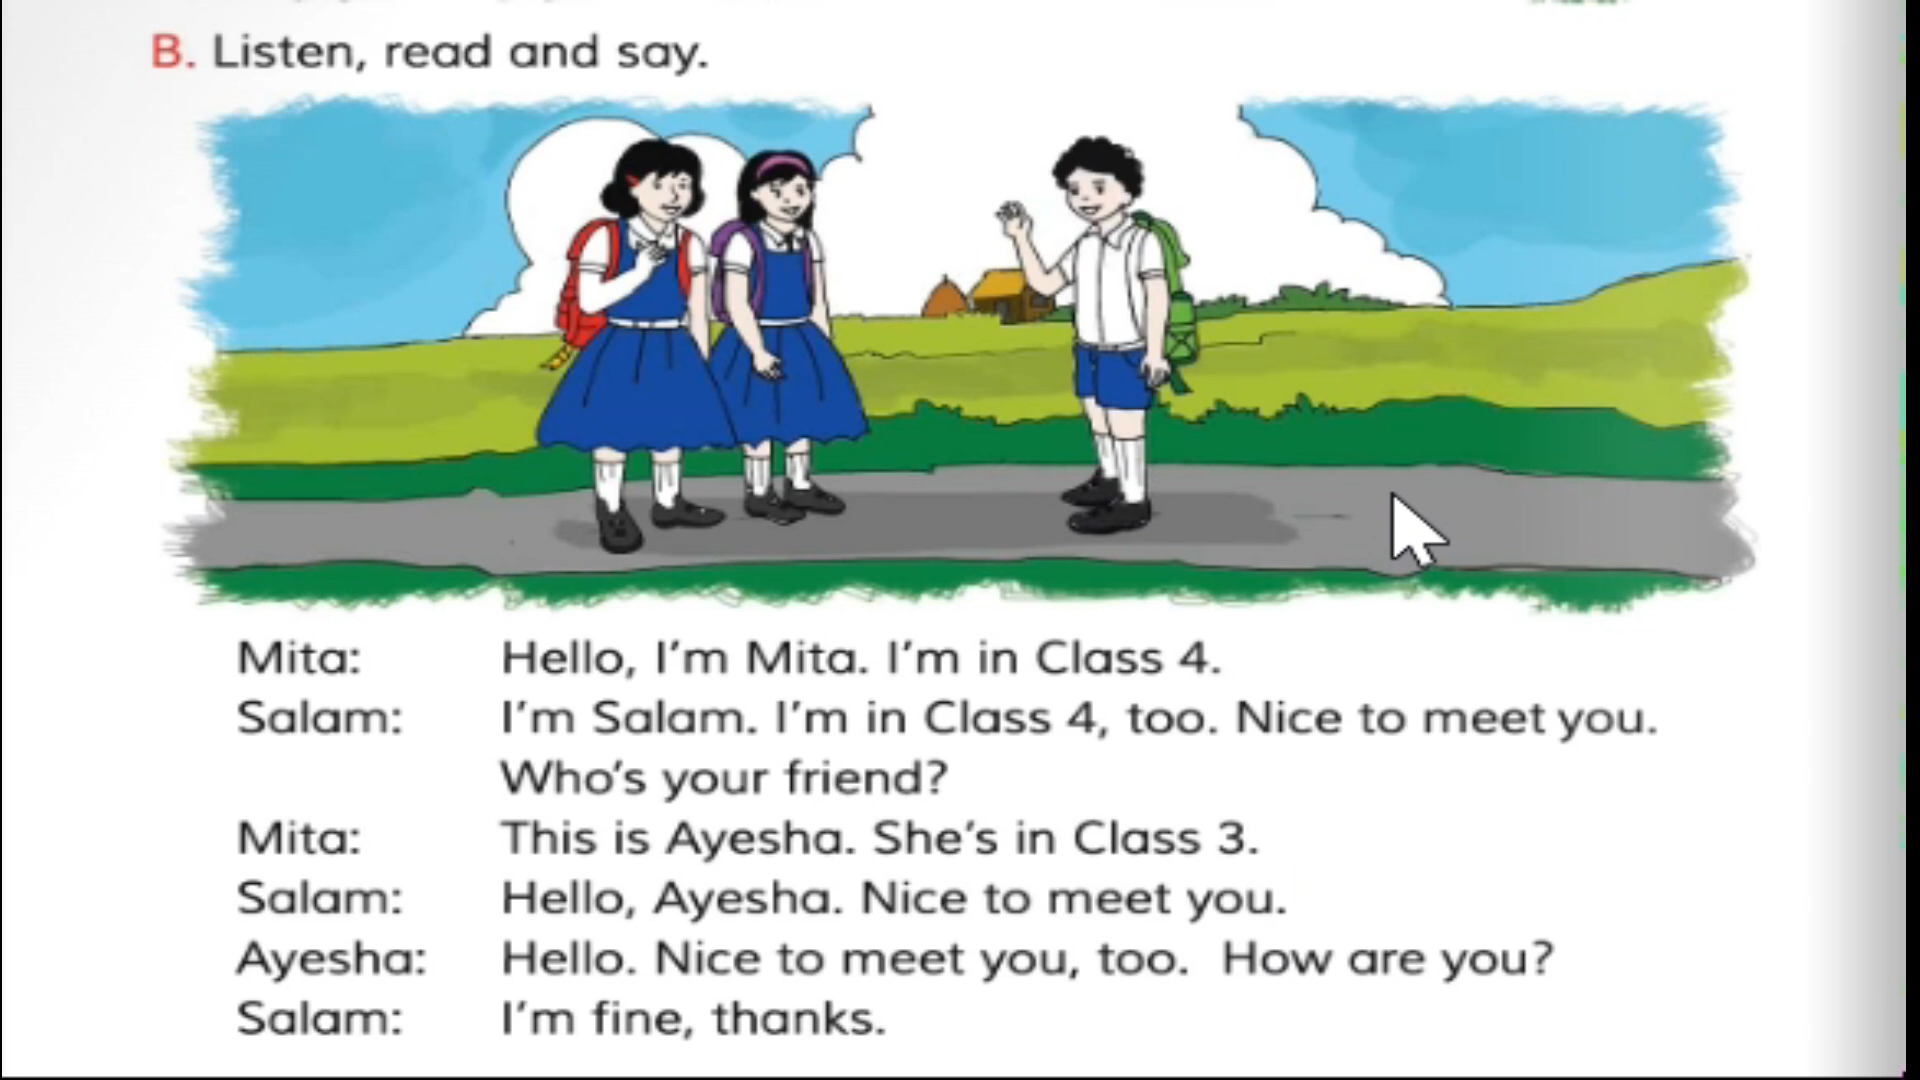 B. Listen, read and say.
Mita: Hello, I'm Mita. I'm in Class 4.
Salam: I'm Salam. I'm in Class 4, too. Nice to meet you.
Who's your friend?
Mita: This is Ayesha. She's in Class 3.
Salam: Hello, Ayesha. Nice to meet you.
Ayesha: Hello. Nice to meet you, too. How are you?
Salam: I'm fine, thanks.